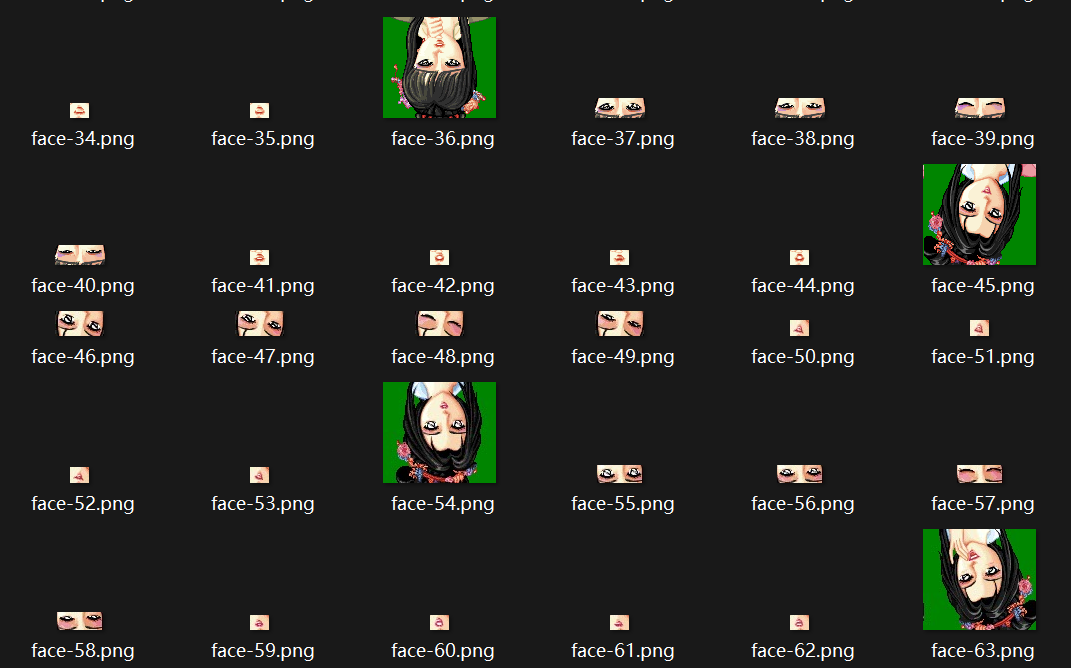 face-34.png face-35.png face-36.png face-37.png face-38.png face-39.png
face-40.png face-41.png face-42.png face-43.png face-44.png face-45.png
face-46.png face-47.png face-48.png face-49.png face-50.png face-51.png
face-52.png face-53.png face-54.png face-55.png face-56.png face-57.png
face-58.png face-59.png face-60.png face-61.png face-62.png face-63.png